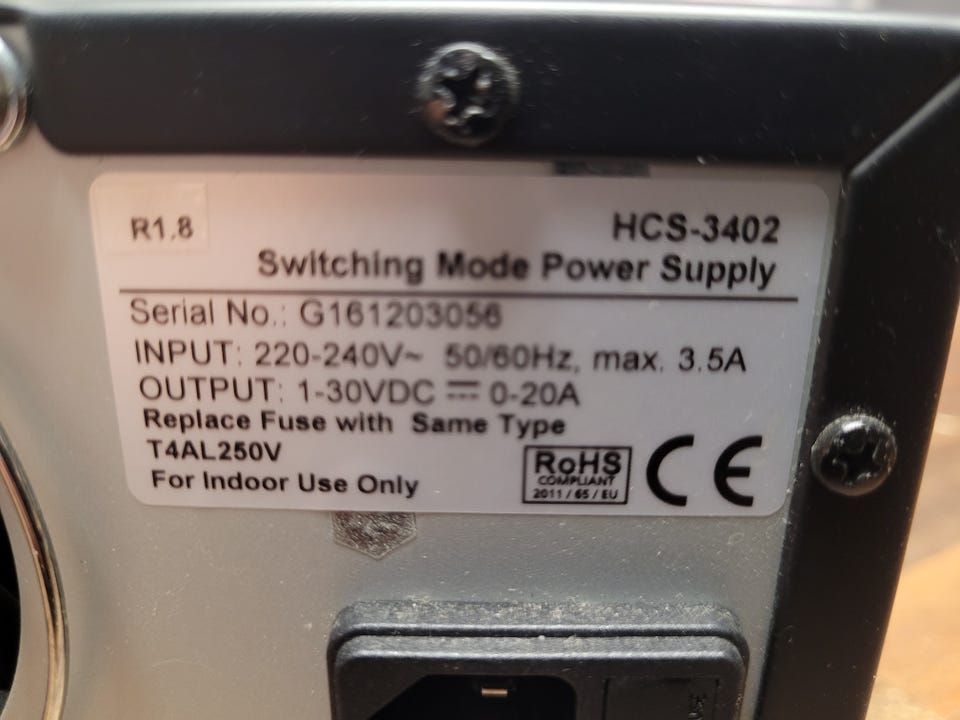 R1.8
HCS-3402
Switching Mode Power Supply
Serial No.: G161203056
INPUT: 220-240V~ 50/60Hz, max. 3.5A
OUTPUT: 1-30VDC ⎓ 0-20A
Replace Fuse with Same Type
T4AL250V
For Indoor Use Only
RoHS
COMPLIANT
2011 / 65 / EU
CE